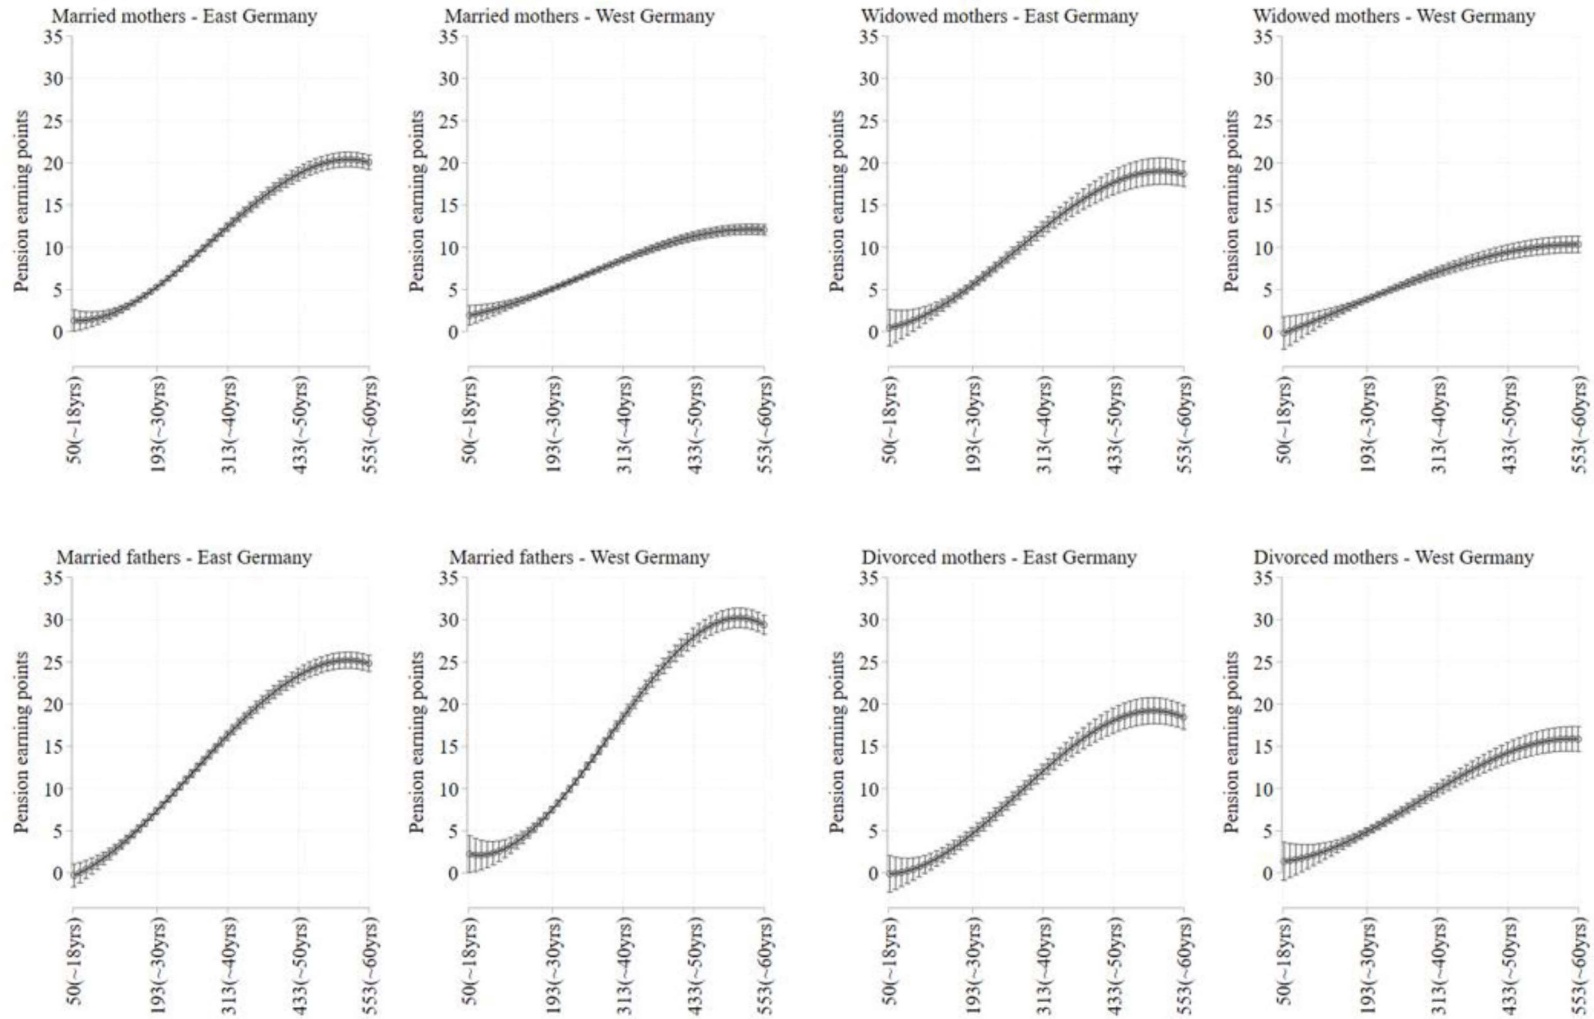 Married mothers - East Germany
35
30
25
20
15
10
5
0
Pension earning points
50(~18yrs)
193(~30yrs)
313(~40yrs)
433(~50yrs)
553(~60yrs)
Married mothers - West Germany
35
30
25
20
15
10
5
0
Pension earning points
50(~18yrs)
193(~30yrs)
313(~40yrs)
433(~50yrs)
553(~60yrs)
Widowed mothers - East Germany
35
30
25
20
15
10
5
0
Pension earning points
50(~18yrs)
193(~30yrs)
313(~40yrs)
433(~50yrs)
553(~60yrs)
Widowed mothers - West Germany
35
30
25
20
15
10
5
0
Pension earning points
50(~18yrs)
193(~30yrs)
313(~40yrs)
433(~50yrs)
553(~60yrs)
Married fathers - East Germany
35
30
25
20
15
10
5
0
Pension earning points
50(~18yrs)
193(~30yrs)
313(~40yrs)
433(~50yrs)
553(~60yrs)
Married fathers - West Germany
35
30
25
20
15
10
5
0
Pension earning points
50(~18yrs)
193(~30yrs)
313(~40yrs)
433(~50yrs)
553(~60yrs)
Divorced mothers - East Germany
35
30
25
20
15
10
5
0
Pension earning points
50(~18yrs)
193(~30yrs)
313(~40yrs)
433(~50yrs)
553(~60yrs)
Divorced mothers - West Germany
35
30
25
20
15
10
5
0
Pension earning points
50(~18yrs)
193(~30yrs)
313(~40yrs)
433(~50yrs)
553(~60yrs)